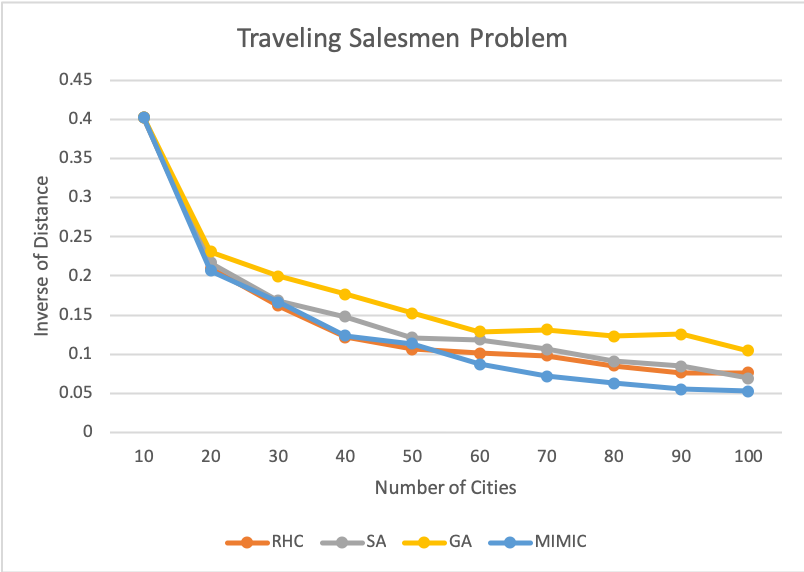 Traveling Salesmen Problem
0.45
0.4
0.35
0.3
0.25
0.2
0.15
0.1
0.05
0
Inverse of Distance
10 20 30 40 50 60 70 80 90 100
Number of Cities
RHC SA GA MIMIC